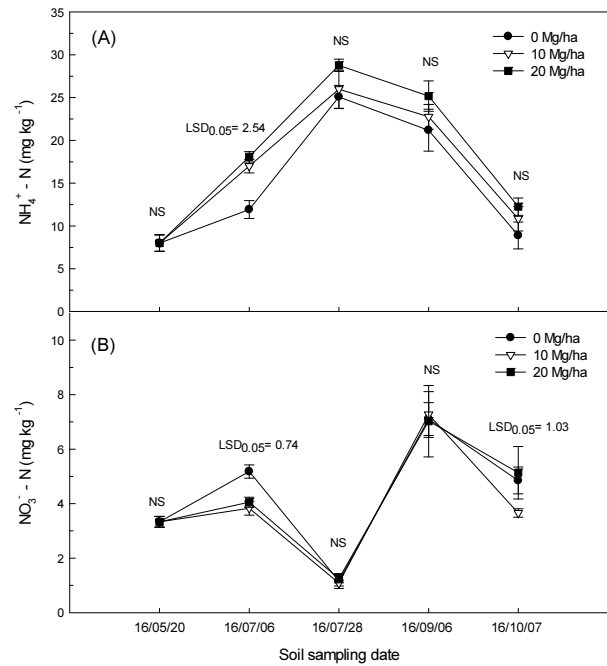 (A)
NS
0 Mg/ha
10 Mg/ha
20 Mg/ha
NS
LSD0.05= 2.54
NS
NS
35
30
25
20
15
10
5
0
NH4+ - N (mg kg -1)
(B)
0 Mg/ha
10 Mg/ha
20 Mg/ha
NS
LSD0.05= 1.03
LSD0.05= 0.74
NS
NS
10
8
6
4
2
0
NO3- - N (mg kg -1)
16/05/20 16/07/06 16/07/28 16/09/06 16/10/07
Soil sampling date